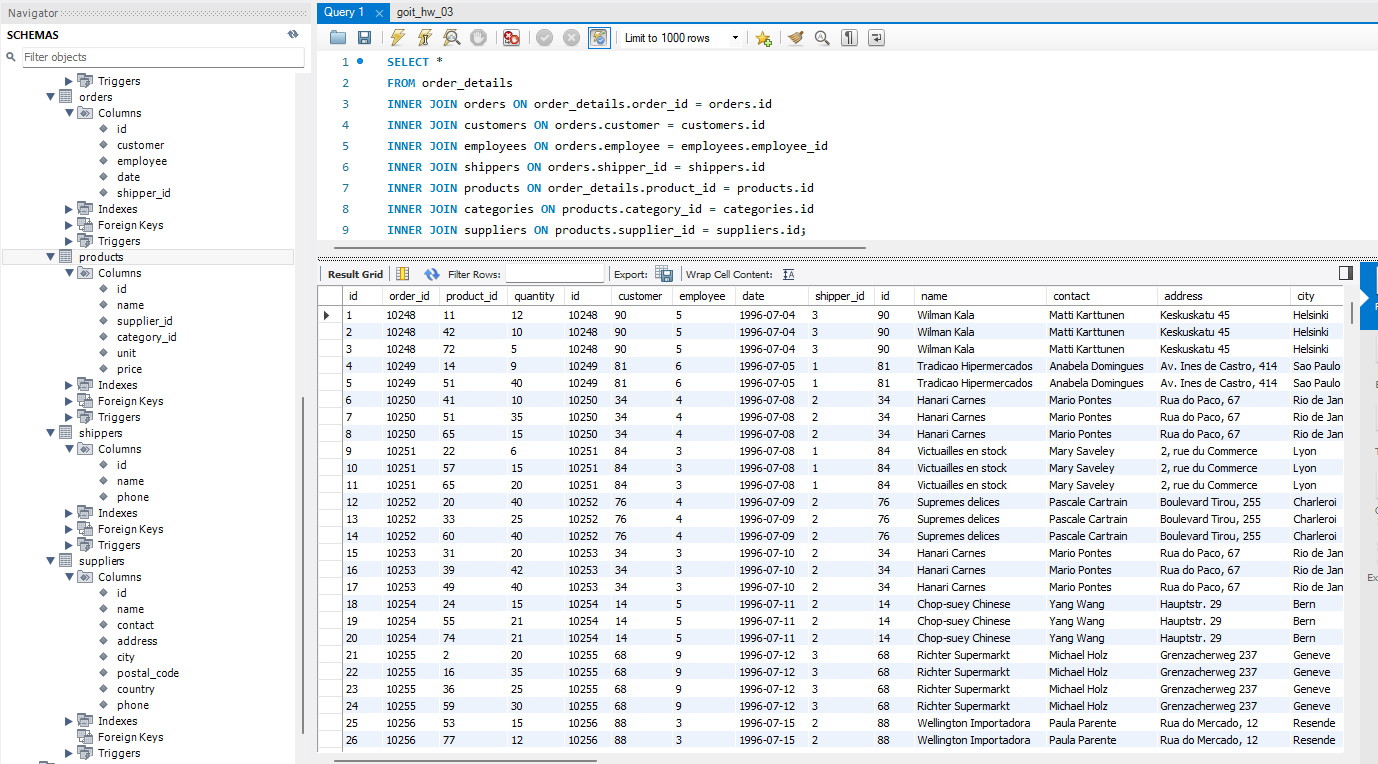 Navigator
SCHEMAS
Filter objects
Triggers
orders
Columns
id
customer
employee
date
shipper_id
Indexes
Foreign Keys
Triggers
products
Columns
id
name
supplier_id
category_id
unit
price
Indexes
Foreign Keys
Triggers
shippers
Columns
id
name
phone
Indexes
Foreign Keys
Triggers
suppliers
Columns
id
name
contact
address
city
postal_code
country
phone
Indexes
Foreign Keys
Triggers
Query 1 goit_hw_03
Limit to 1000 rows
1 SELECT *
2 FROM order_details
3 INNER JOIN orders ON order_details.order_id = orders.id
4 INNER JOIN customers ON orders.customer = customers.id
5 INNER JOIN employees ON orders.employee = employees.employee_id
6 INNER JOIN shippers ON orders.shipper_id = shippers.id
7 INNER JOIN products ON order_details.product_id = products.id
8 INNER JOIN categories ON products.category_id = categories.id
9 INNER JOIN suppliers ON products.supplier_id = suppliers.id;
Result Grid Filter Rows: Export: Wrap Cell Content:
id order_id product_id quantity id customer employee date shipper_id id name contact address city
1 10248 11 12 10248 90 5 1996-07-04 3 90 Wilman Kala Matti Karttunen Keskuskatu 45 Helsinki
2 10248 42 10 10248 90 5 1996-07-04 3 90 Wilman Kala Matti Karttunen Keskuskatu 45 Helsinki
3 10248 72 5 10248 90 5 1996-07-04 3 90 Wilman Kala Matti Karttunen Keskuskatu 45 Helsinki
4 10249 14 9 10249 81 6 1996-07-05 1 81 Tradicao Hipermercados Anabela Domingues Av. Ines de Castro, 414 Sao Paulo
5 10249 51 40 10249 81 6 1996-07-05 1 81 Tradicao Hipermercados Anabela Domingues Av. Ines de Castro, 414 Sao Paulo
6 10250 41 10 10250 34 4 1996-07-08 2 34 Hanari Carnes Mario Pontes Rua do Paco, 67 Rio de Jan
7 10250 51 35 10250 34 4 1996-07-08 2 34 Hanari Carnes Mario Pontes Rua do Paco, 67 Rio de Jan
8 10250 65 15 10250 34 4 1996-07-08 2 34 Hanari Carnes Mario Pontes Rua do Paco, 67 Rio de Jan
9 10251 22 6 10251 84 3 1996-07-08 1 84 Victuailles en stock Mary Saveley 2, rue du Commerce Lyon
10 10251 57 15 10251 84 3 1996-07-08 1 84 Victuailles en stock Mary Saveley 2, rue du Commerce Lyon
11 10251 65 20 10251 84 3 1996-07-08 1 84 Victuailles en stock Mary Saveley 2, rue du Commerce Lyon
12 10252 20 40 10252 76 4 1996-07-09 2 76 Supremes delices Pascale Cartrain Boulevard Tirou, 255 Charleroi
13 10252 33 25 10252 76 4 1996-07-09 2 76 Supremes delices Pascale Cartrain Boulevard Tirou, 255 Charleroi
14 10252 60 40 10252 76 4 1996-07-09 2 76 Supremes delices Pascale Cartrain Boulevard Tirou, 255 Charleroi
15 10253 31 20 10253 34 3 1996-07-10 2 34 Hanari Carnes Mario Pontes Rua do Paco, 67 Rio de Jan
16 10253 39 42 10253 34 3 1996-07-10 2 34 Hanari Carnes Mario Pontes Rua do Paco, 67 Rio de Jan
17 10253 49 40 10253 34 3 1996-07-10 2 34 Hanari Carnes Mario Pontes Rua do Paco, 67 Rio de Jan
18 10254 24 15 10254 14 5 1996-07-11 2 14 Chop-suey Chinese Yang Wang Hauptstr. 29 Bern
19 10254 55 21 10254 14 5 1996-07-11 2 14 Chop-suey Chinese Yang Wang Hauptstr. 29 Bern
20 10254 74 21 10254 14 5 1996-07-11 2 14 Chop-suey Chinese Yang Wang Hauptstr. 29 Bern
21 10255 2 20 10255 68 9 1996-07-12 3 68 Richter Supermarkt Michael Holz Grenzacherweg 237 Geneve
22 10255 16 35 10255 68 9 1996-07-12 3 68 Richter Supermarkt Michael Holz Grenzacherweg 237 Geneve
23 10255 36 25 10255 68 9 1996-07-12 3 68 Richter Supermarkt Michael Holz Grenzacherweg 237 Geneve
24 10255 59 30 10255 68 9 1996-07-12 3 68 Richter Supermarkt Michael Holz Grenzacherweg 237 Geneve
25 10256 53 15 10256 88 3 1996-07-15 2 88 Wellington Importadora Paula Parente Rua do Mercado, 12 Resende
26 10256 77 12 10256 88 3 1996-07-15 2 88 Wellington Importadora Paula Parente Rua do Mercado, 12 Resende